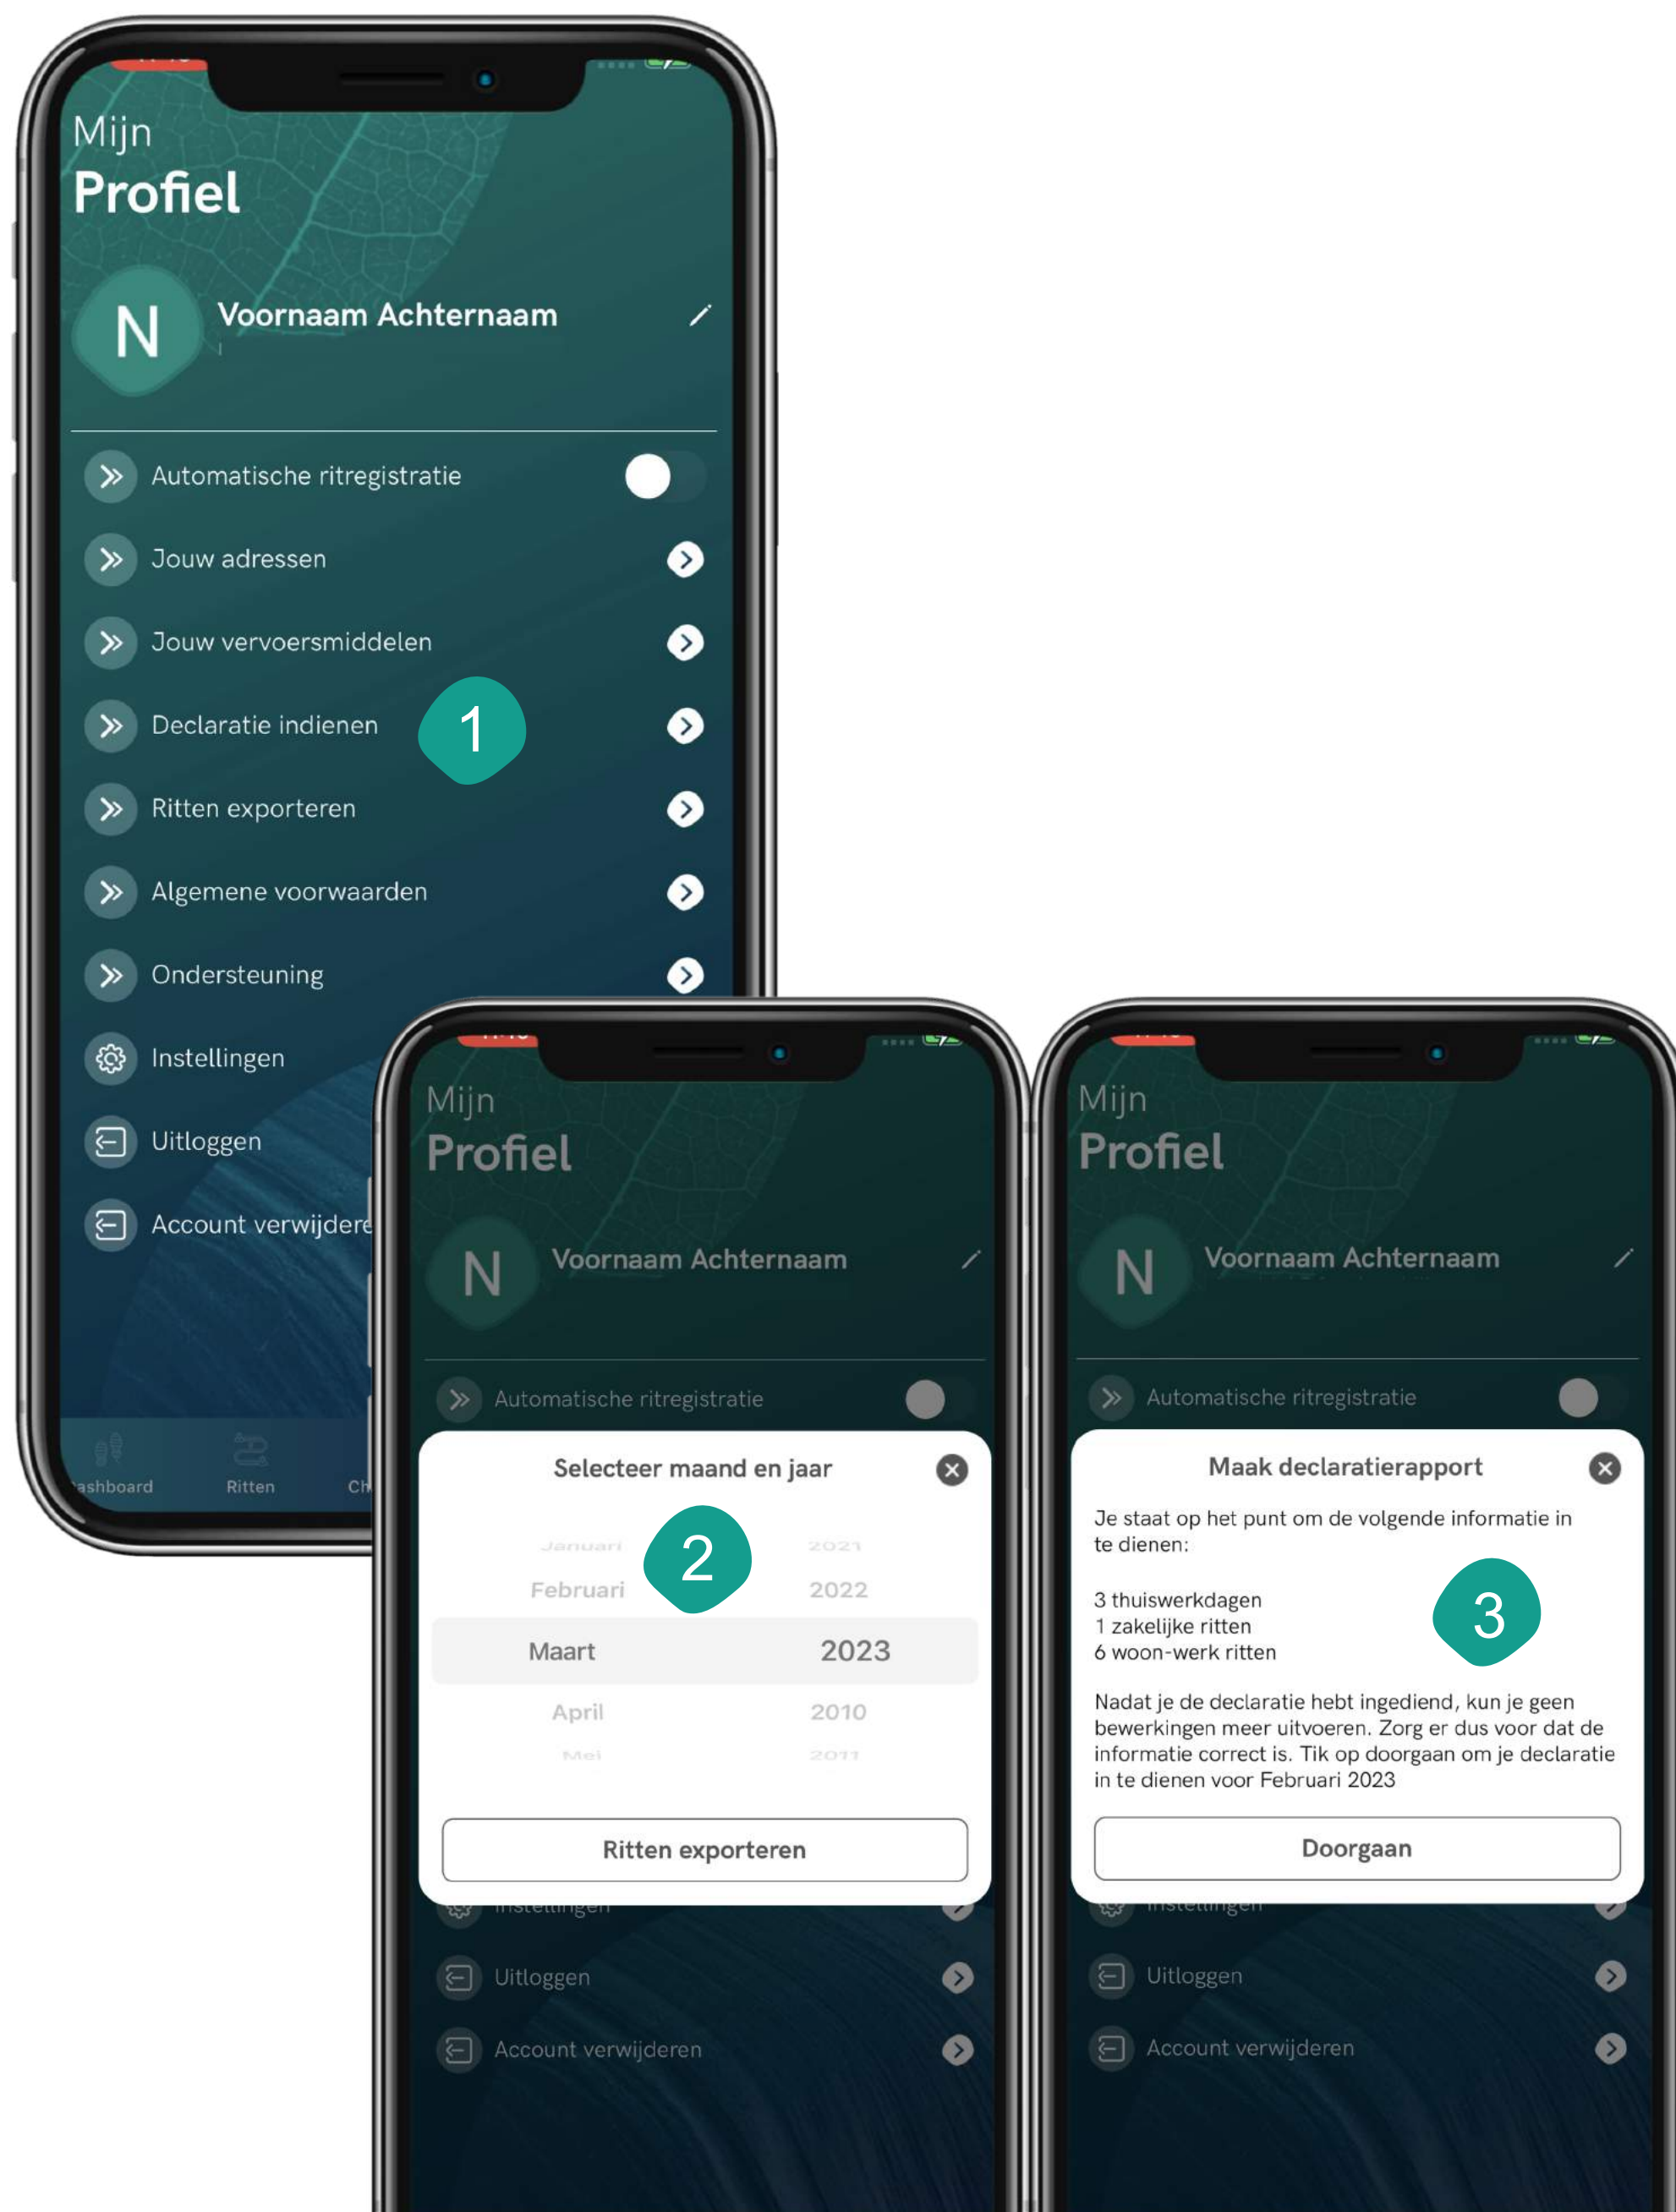 Mijn
Profiel
N
Voornaam Achternaam
Automatische ritregistratie
Jouw adressen
Jouw vervoersmiddelen
Declaratie indienen
1
Ritten exporteren
Algemene voorwaarden
Ondersteuning
Instellingen
Uitloggen
Account verwijdere
ashboard
Ritten
Ch
Mijn
Profiel
N
Voornaam Achternaam
Automatische ritregistratie
Selecteer maand en jaar
2
Januari 2021
Februari 2022
Maart 2023
April 2010
Mei 2011
Ritten exporteren
Instellingen
Uitloggen
Account verwijderen
Mijn
Profiel
N
Voornaam Achternaam
Automatische ritregistratie
Maak declaratierapport
Je staat op het punt om de volgende informatie in
te dienen:
3
3 thuiswerkdagen
1 zakelijke ritten
6 woon-werk ritten
Nadat je de declaratie hebt ingediend, kun je geen
bewerkingen meer uitvoeren. Zorg er dus voor dat de
informatie correct is. Tik op doorgaan om je declaratie
in te dienen voor Februari 2023
Doorgaan
Instellingen
Uitloggen
Account verwijderen